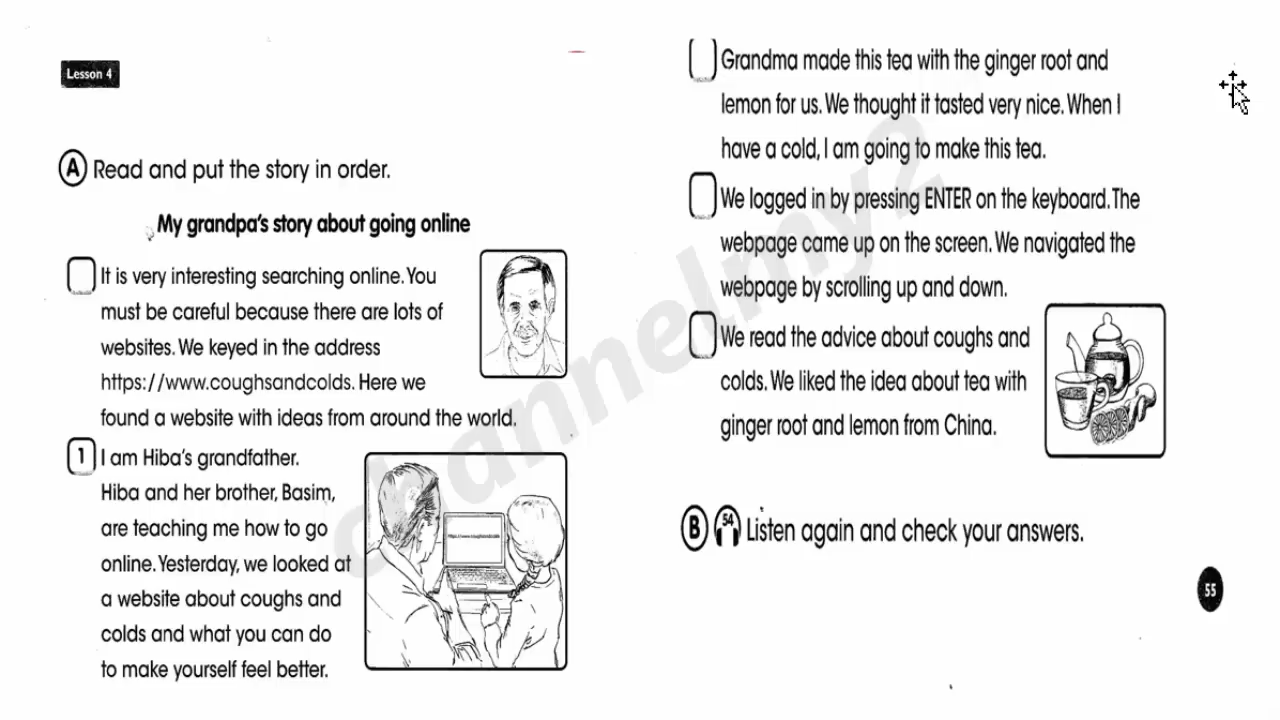 Lesson 4
A Read and put the story in order.
My grandpa's story about going online
It is very interesting searching online. You
must be careful because there are lots of
websites. We keyed in the address
https://www.coughsandcolds. Here we
found a website with ideas from around the world.
1 I am Hiba's grandfather.
Hiba and her brother, Basim,
are teaching me how to go
online. Yesterday, we looked at
a website about coughs and
colds and what you can do
to make yourself feel better.
https://www.coughsandcolds
Grandma made this tea with the ginger root and
lemon for us. We thought it tasted very nice. When I
have a cold, I am going to make this tea.
We logged in by pressing ENTER on the keyboard. The
webpage came up on the screen. We navigated the
webpage by scrolling up and down.
We read the advice about coughs and
colds. We liked the idea about tea with
ginger root and lemon from China.
B 54 Listen again and check your answers.
55
channelmy2